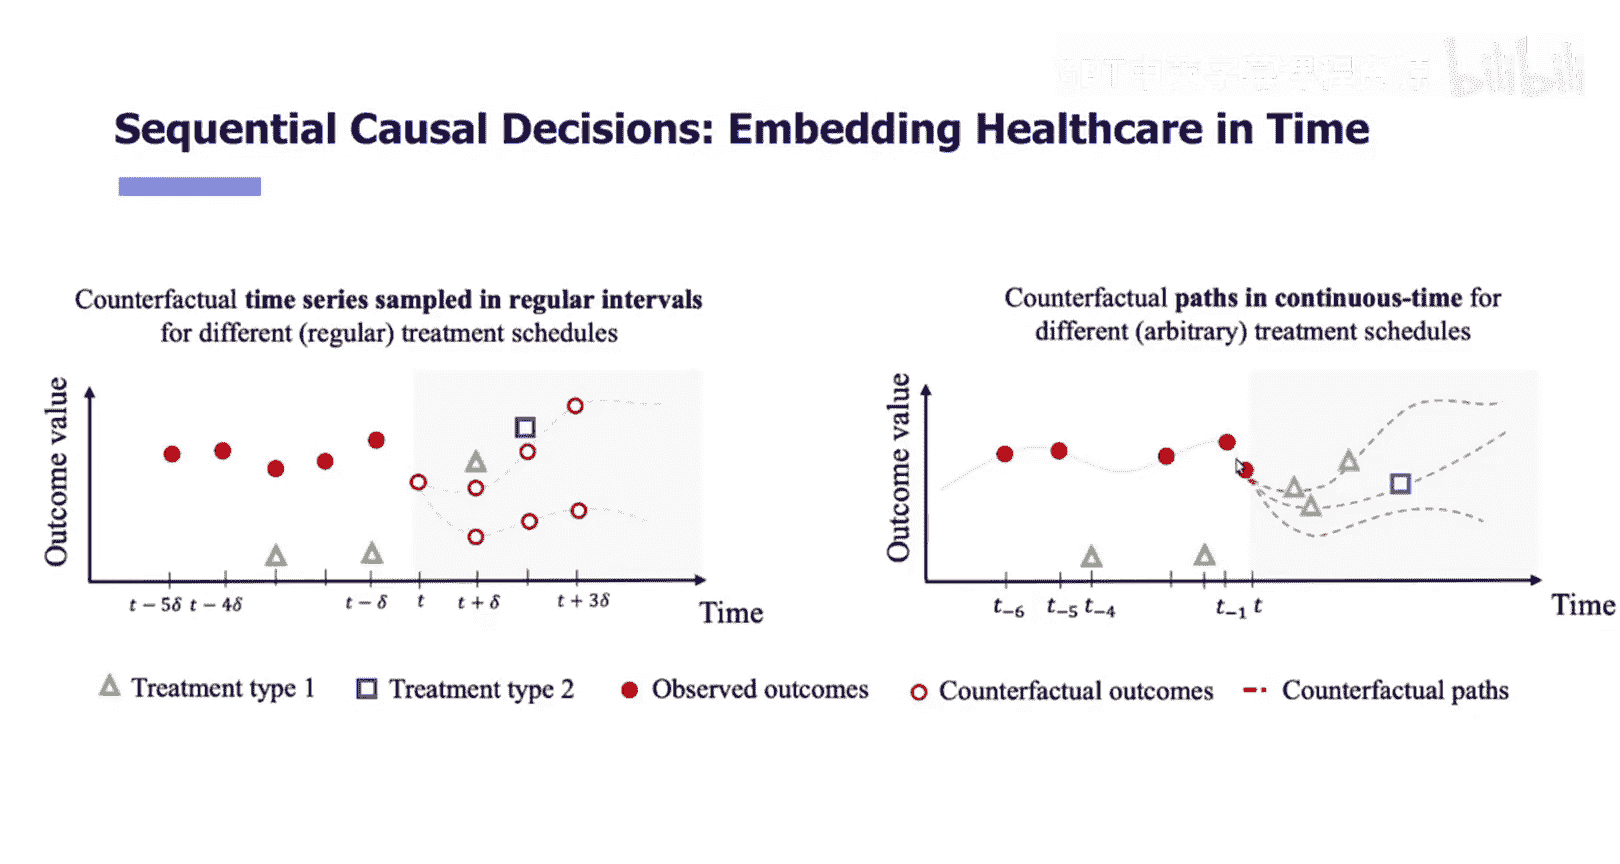 bilibili
Sequential Causal Decisions: Embedding Healthcare in Time
Counterfactual time series sampled in regular intervals
for different (regular) treatment schedules
Outcome value
t − 5δ t − 4δ t − δ t t + δ t + 3δ
Time
Counterfactual paths in continuous-time for
different (arbitrary) treatment schedules
Outcome value
t₋₆ t₋₅ t₋₄ t₋₁ t
Time
Treatment type 1 Treatment type 2 Observed outcomes Counterfactual outcomes Counterfactual paths